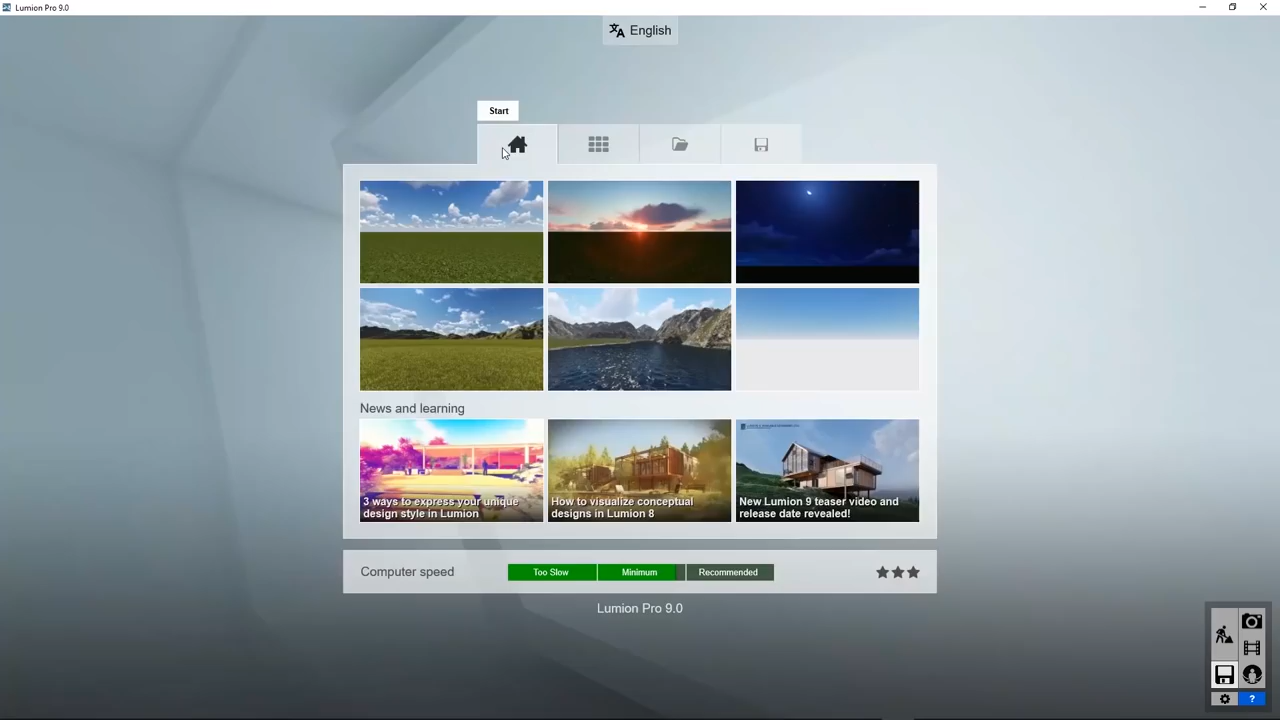 Lumion Pro 9.0
English
Start
News and learning
3 ways to express your unique
design style in Lumion
How to visualize conceptual
designs in Lumion 8
New Lumion 9 teaser video and
release date revealed!
Computer speed
Too Slow
Minimum
Recommended
Lumion Pro 9.0
?